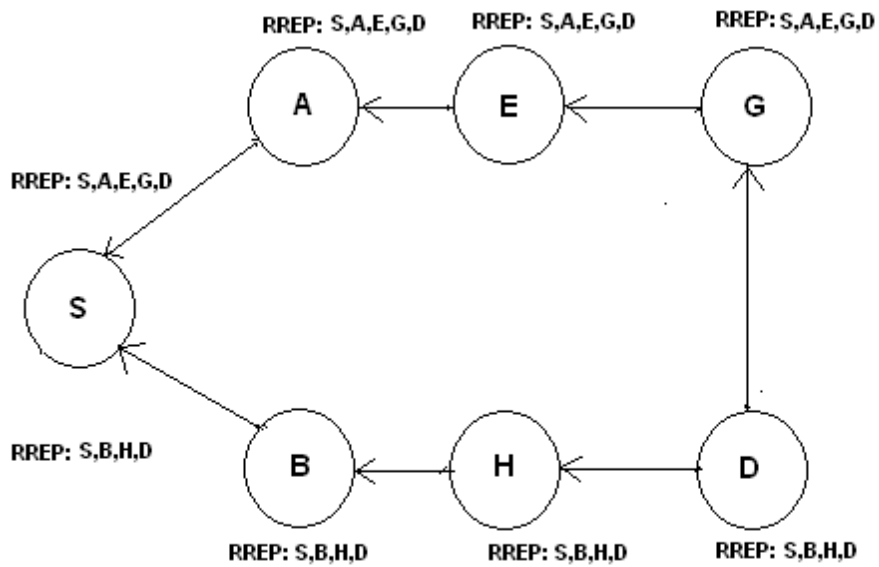 RREP: S,A,E,G,D
RREP: S,A,E,G,D
RREP: S,A,E,G,D
A
E
G
RREP: S,A,E,G,D
S
RREP: S,B,H,D
B
H
D
RREP: S,B,H,D
RREP: S,B,H,D
RREP: S,B,H,D